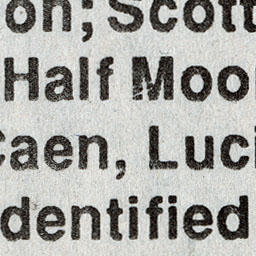 on; Scott
Half Moo
Caen, Luci
dentified